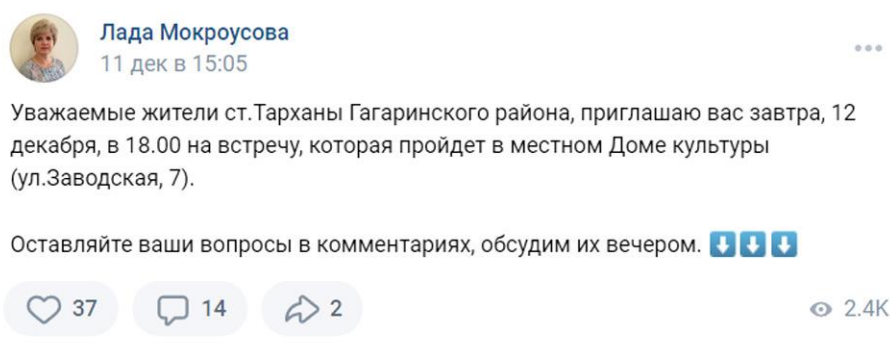 Лада Мокроусова
11 дек в 15:05
Уважаемые жители ст.Тарханы Гагаринского района, приглашаю вас завтра, 12
декабря, в 18.00 на встречу, которая пройдет в местном Доме культуры
(ул.Заводская, 7).
Оставляйте ваши вопросы в комментариях, обсудим их вечером. ⬇⬇⬇
37 14 2 2.4K